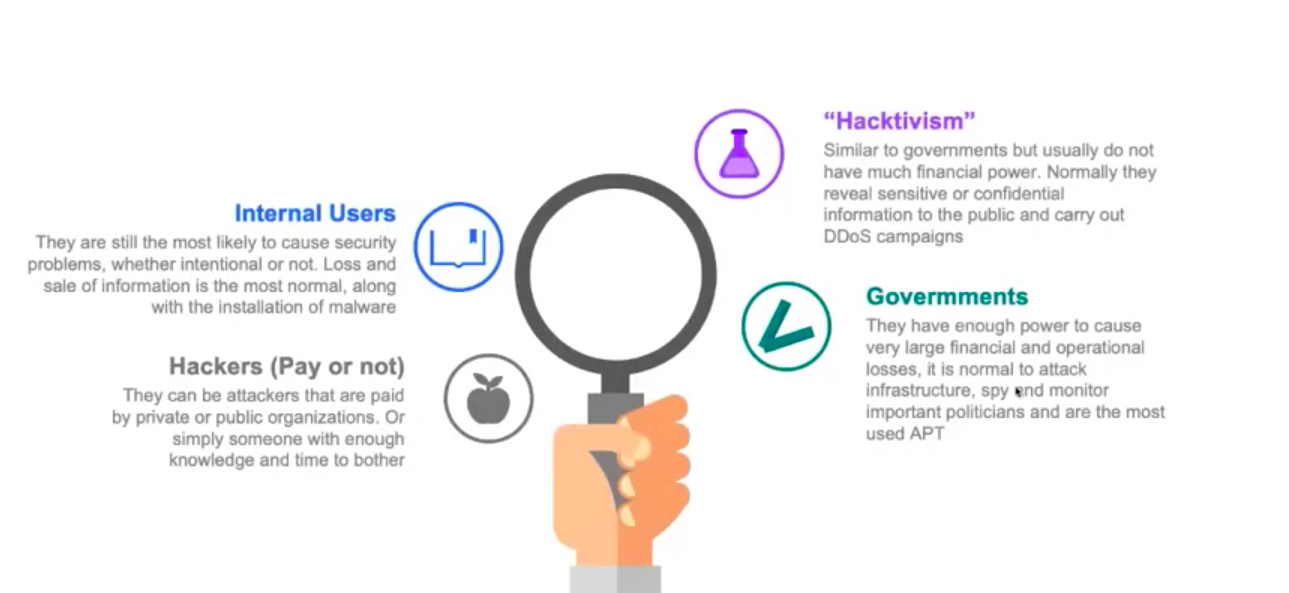 "Hacktivism"
Similar to governments but usually do not
have much financial power. Normally they
reveal sensitive or confidential
information to the public and carry out
DDoS campaigns
Internal Users
They are still the most likely to cause security
problems, whether intentional or not. Loss and
sale of information is the most normal, along
with the installation of malware
Govermments
They have enough power to cause
very large financial and operational
losses, it is normal to attack
infrastructure, spy and monitor
important politicians and are the most
used APT
Hackers (Pay or not)
They can be attackers that are paid
by private or public organizations. Or
simply someone with enough
knowledge and time to bother